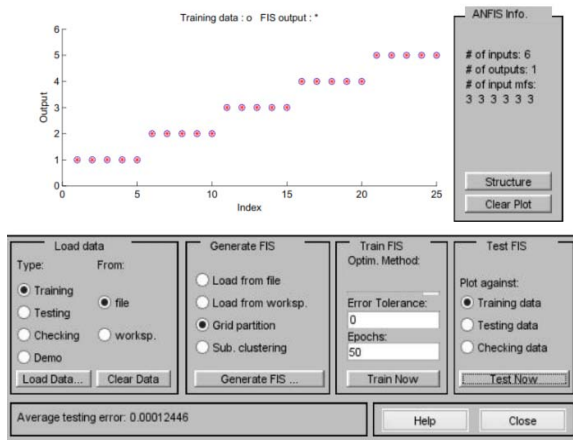 Training data : o   FIS output : *
6
5
4
3
2
1
0
Output
0
5
10
15
20
25
Index
ANFIS Info.
# of inputs: 6
# of outputs: 1
# of input mfs:
3 3 3 3 3 3
Structure
Clear Plot
Load data
Type:
From:
Training
Testing
Checking
Demo
file
worksp.
Load Data...
Clear Data
Generate FIS
Load from file
Load from worksp.
Grid partition
Sub. clustering
Generate FIS ...
Train FIS
Optim. Method:
Error Tolerance:
0
Epochs:
50
Train Now
Test FIS
Plot against:
Training data
Testing data
Checking data
Test Now
Average testing error: 0.00012446
Help
Close